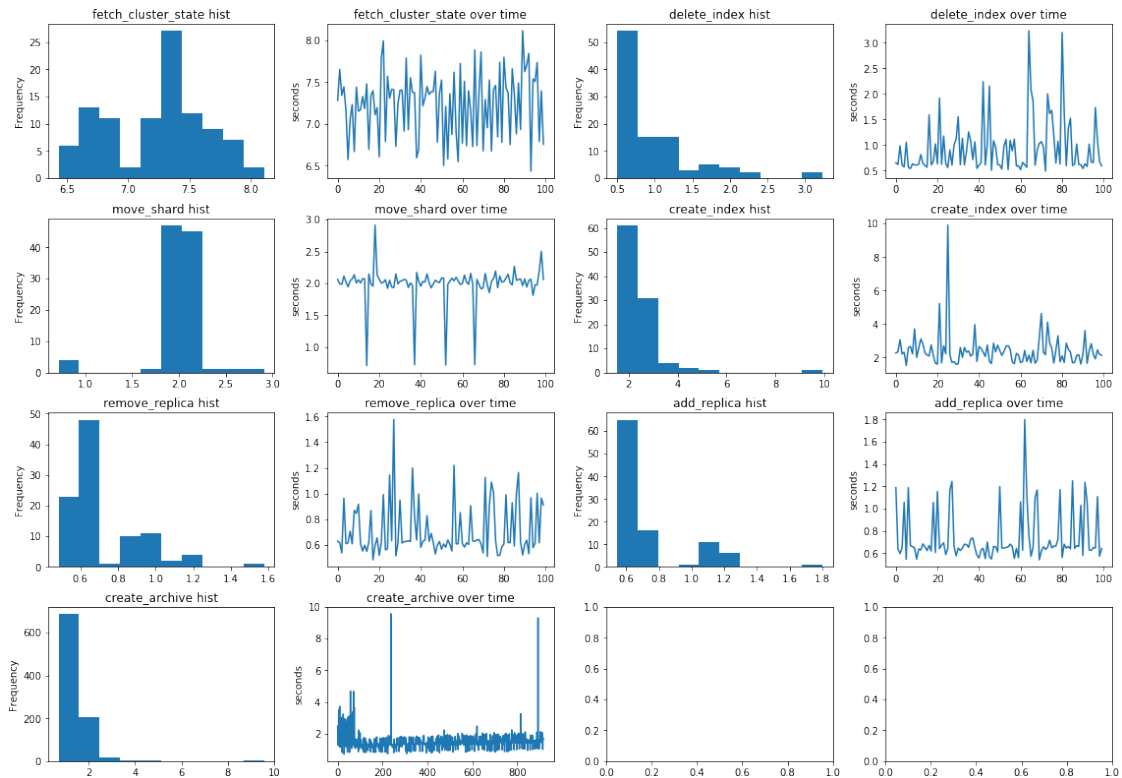 fetch_cluster_state hist
Frequency
25
20
15
10
5
0
6.5 7.0 7.5 8.0
fetch_cluster_state over time
seconds
8.0
7.5
7.0
6.5
0 20 40 60 80 100
delete_index hist
Frequency
50
40
30
20
10
0
0.5 1.0 1.5 2.0 2.5 3.0
delete_index over time
seconds
3.0
2.5
2.0
1.5
1.0
0.5
0 20 40 60 80 100
move_shard hist
Frequency
40
30
20
10
0
1.0 1.5 2.0 2.5
move_shard over time
seconds
3.0
2.5
2.0
1.5
1.0
0 20 40 60 80 100
create_index hist
Frequency
60
50
40
30
20
10
0
2 4 6 8 10
create_index over time
seconds
10
8
6
4
2
0 20 40 60 80 100
remove_replica hist
Frequency
50
40
30
20
10
0
0.6 0.8 1.0 1.2 1.4 1.6
remove_replica over time
seconds
1.6
1.4
1.2
1.0
0.8
0.6
0 20 40 60 80 100
add_replica hist
Frequency
60
50
40
30
20
10
0
0.6 0.8 1.0 1.2 1.4 1.6 1.8
add_replica over time
seconds
1.8
1.6
1.4
1.2
1.0
0.8
0.6
0 20 40 60 80 100
create_archive hist
Frequency
600
400
200
0
2 4 6 8 10
create_archive over time
seconds
10
8
6
4
2
0 200 400 600 800
1.0
0.8
0.6
0.4
0.2
0.0
0.0 0.2 0.4 0.6 0.8 1.0
1.0
0.8
0.6
0.4
0.2
0.0
0.0 0.2 0.4 0.6 0.8 1.0